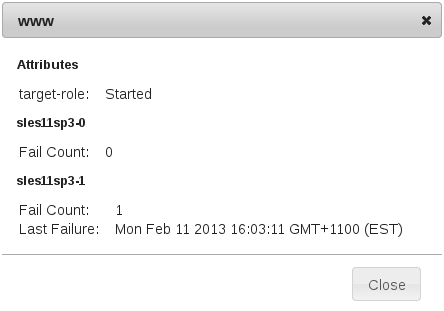 www
Attributes
target-role: Started
sles11sp3-0
Fail Count: 0
sles11sp3-1
Fail Count: 1
Last Failure: Mon Feb 11 2013 16:03:11 GMT+1100 (EST)
Close